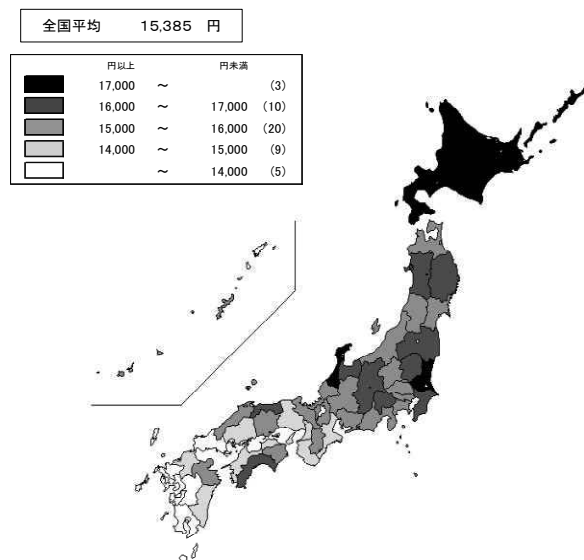 全国平均 15,385 円
円以上 円未満
17,000 ～ (3)
16,000 ～ 17,000 (10)
15,000 ～ 16,000 (20)
14,000 ～ 15,000 (9)
～ 14,000 (5)